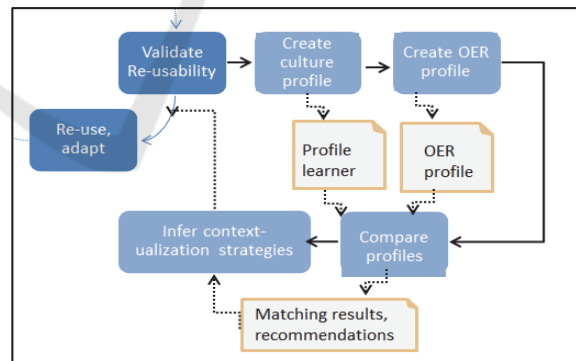 Validate
Re-usability
Create
culture
profile
Create OER
profile
Re-use,
adapt
Profile
learner
OER
profile
Infer context-
ualization strategies
Compare
profiles
Matching results,
recommendations